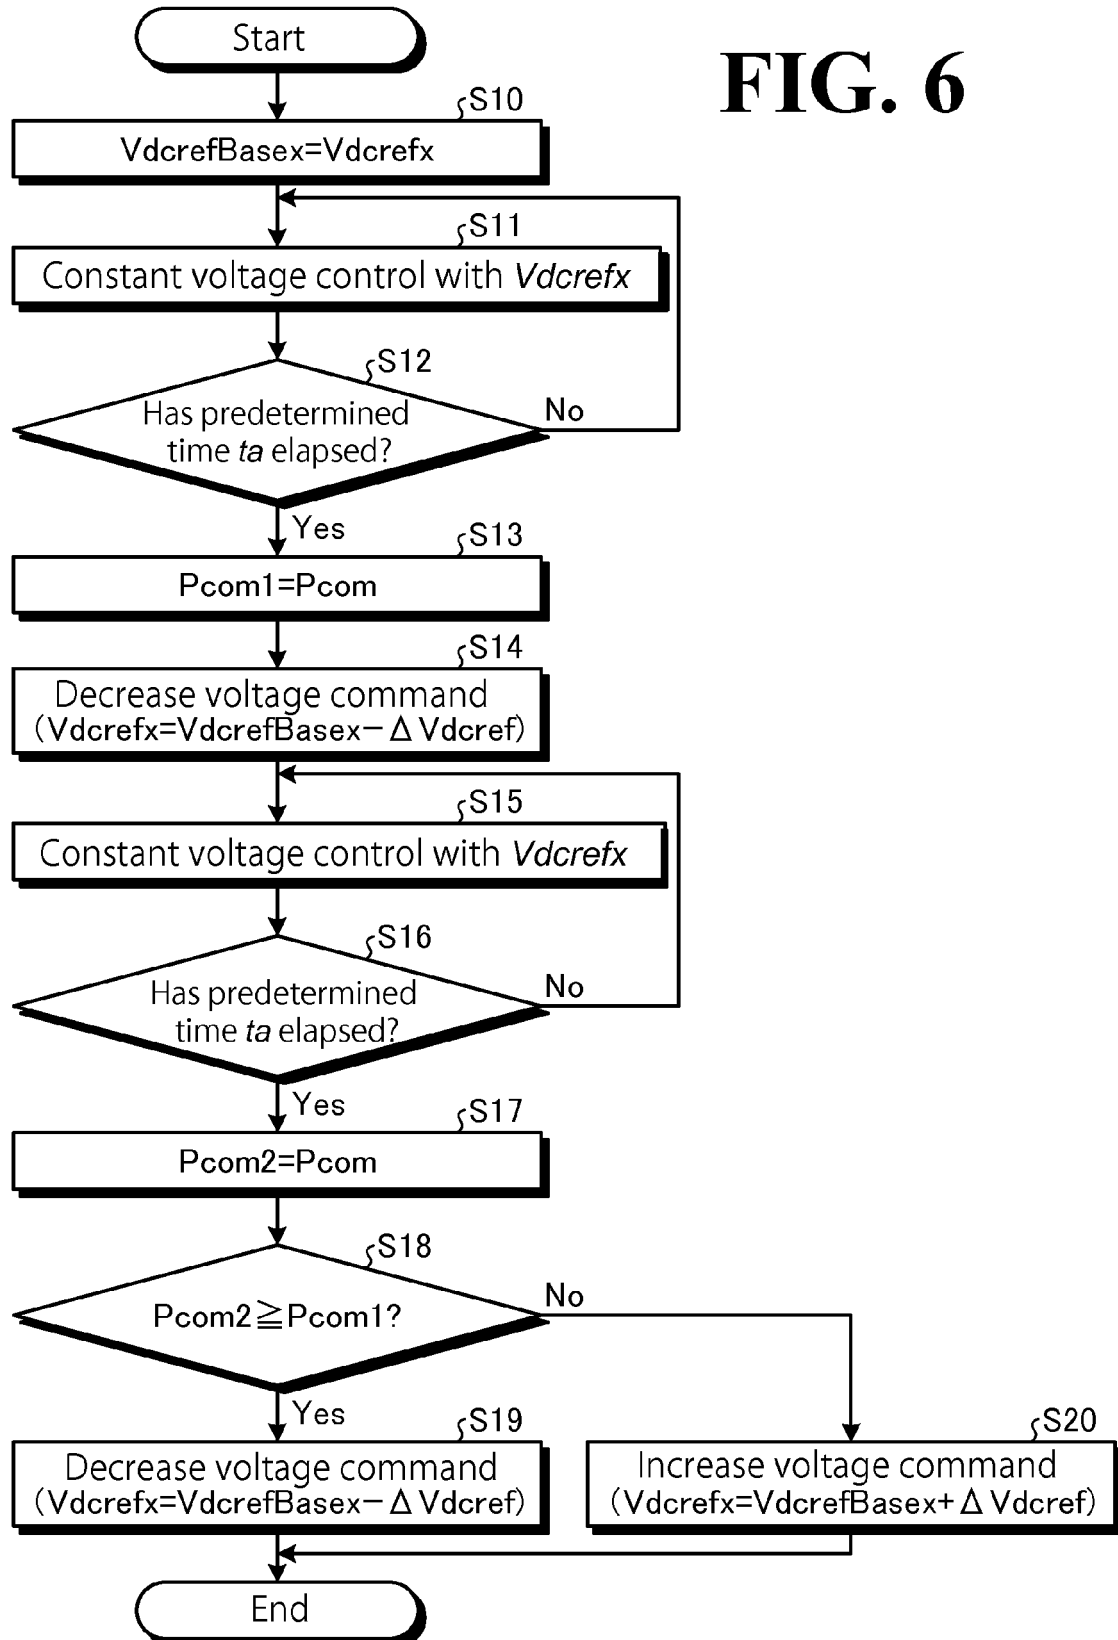 Start
FIG. 6
S10
VdcrefBasex=Vdcrefx
S11
Constant voltage control with Vdcrefx
S12
Has predetermined
time ta elapsed?
No
Yes
S13
Pcom1=Pcom
S14
Decrease voltage command
(Vdcrefx=VdcrefBasex−ΔVdcref)
S15
Constant voltage control with Vdcrefx
S16
Has predetermined
time ta elapsed?
No
Yes
S17
Pcom2=Pcom
S18
Pcom2≧Pcom1?
No
Yes
S19
Decrease voltage command
(Vdcrefx=VdcrefBasex−ΔVdcref)
S20
Increase voltage command
(Vdcrefx=VdcrefBasex+ΔVdcref)
End